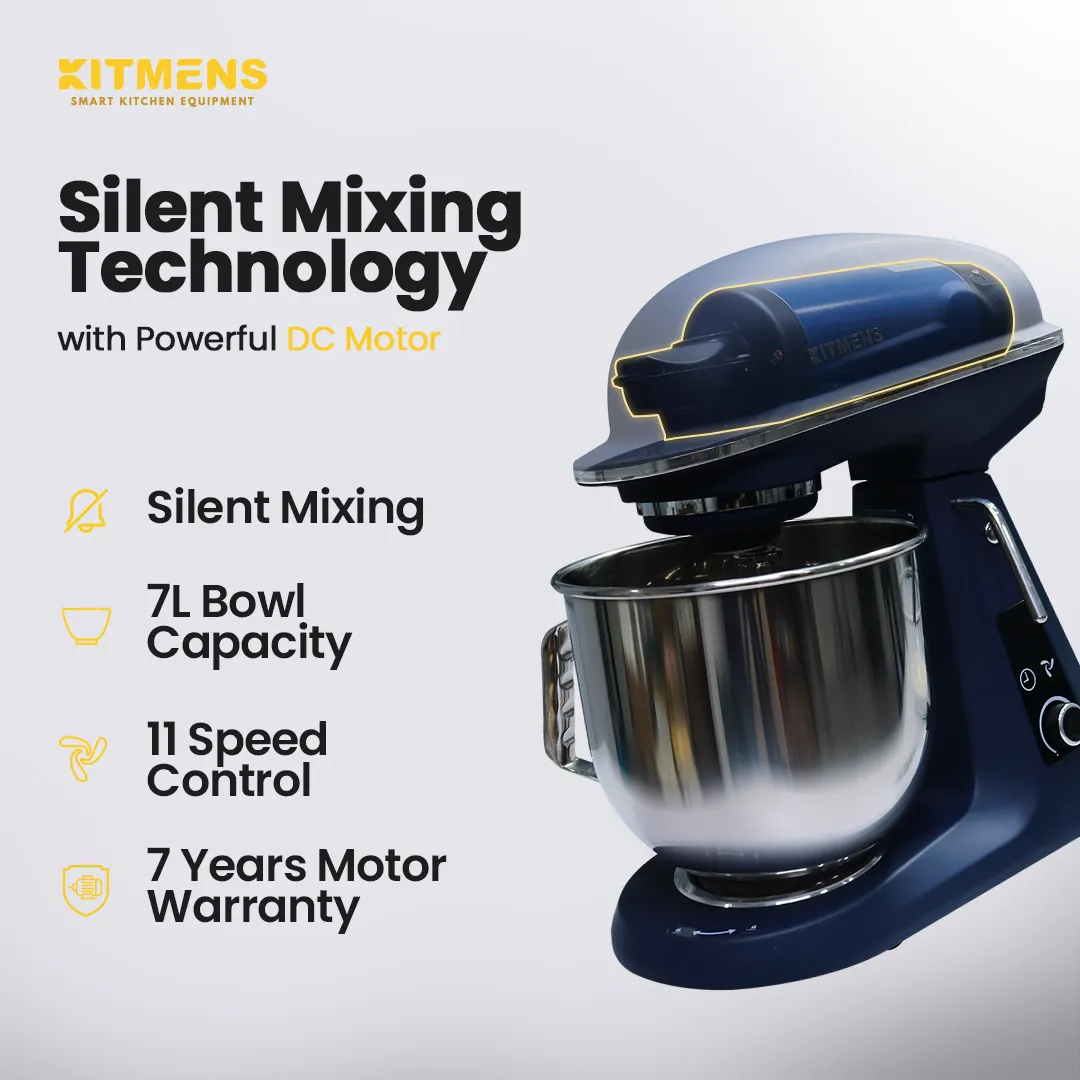 KITMENS
SMART KITCHEN EQUIPMENT
Silent Mixing
Technology
with Powerful DC Motor
KITMENS
Silent Mixing
7L Bowl
Capacity
11 Speed
Control
7 Years Motor
Warranty